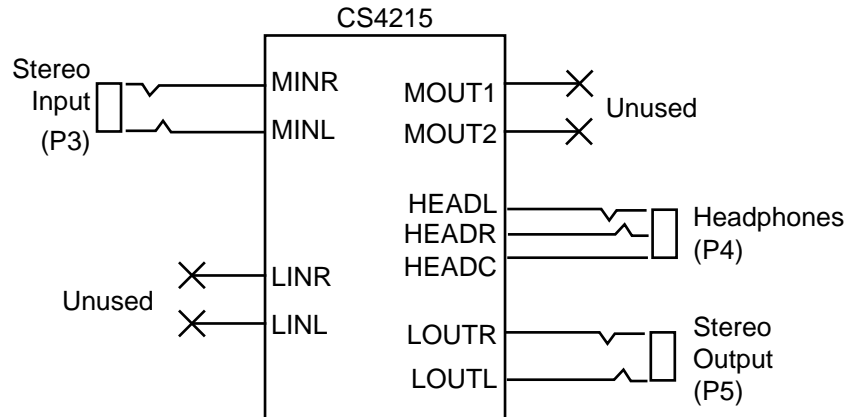 CS4215
Stereo
Input
(P3)
MINR
MINL
MOUT1
MOUT2
Unused
HEADL
HEADR
HEADC
Headphones
(P4)
Unused
LINR
LINL
LOUTR
LOUTL
Stereo
Output
(P5)